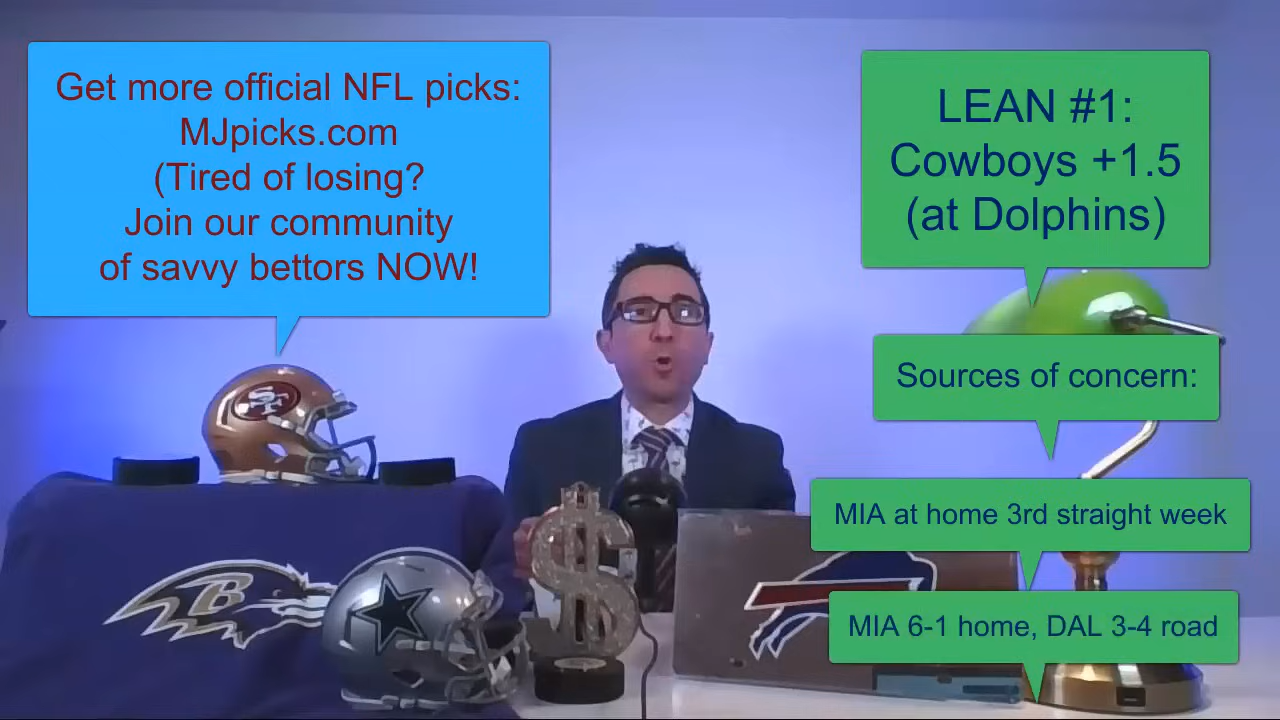 Get more official NFL picks:
MJpicks.com
(Tired of losing?
Join our community
of savvy bettors NOW!
LEAN #1:
Cowboys +1.5
(at Dolphins)
Sources of concern:
MIA at home 3rd straight week
MIA 6-1 home, DAL 3-4 road
SF
B